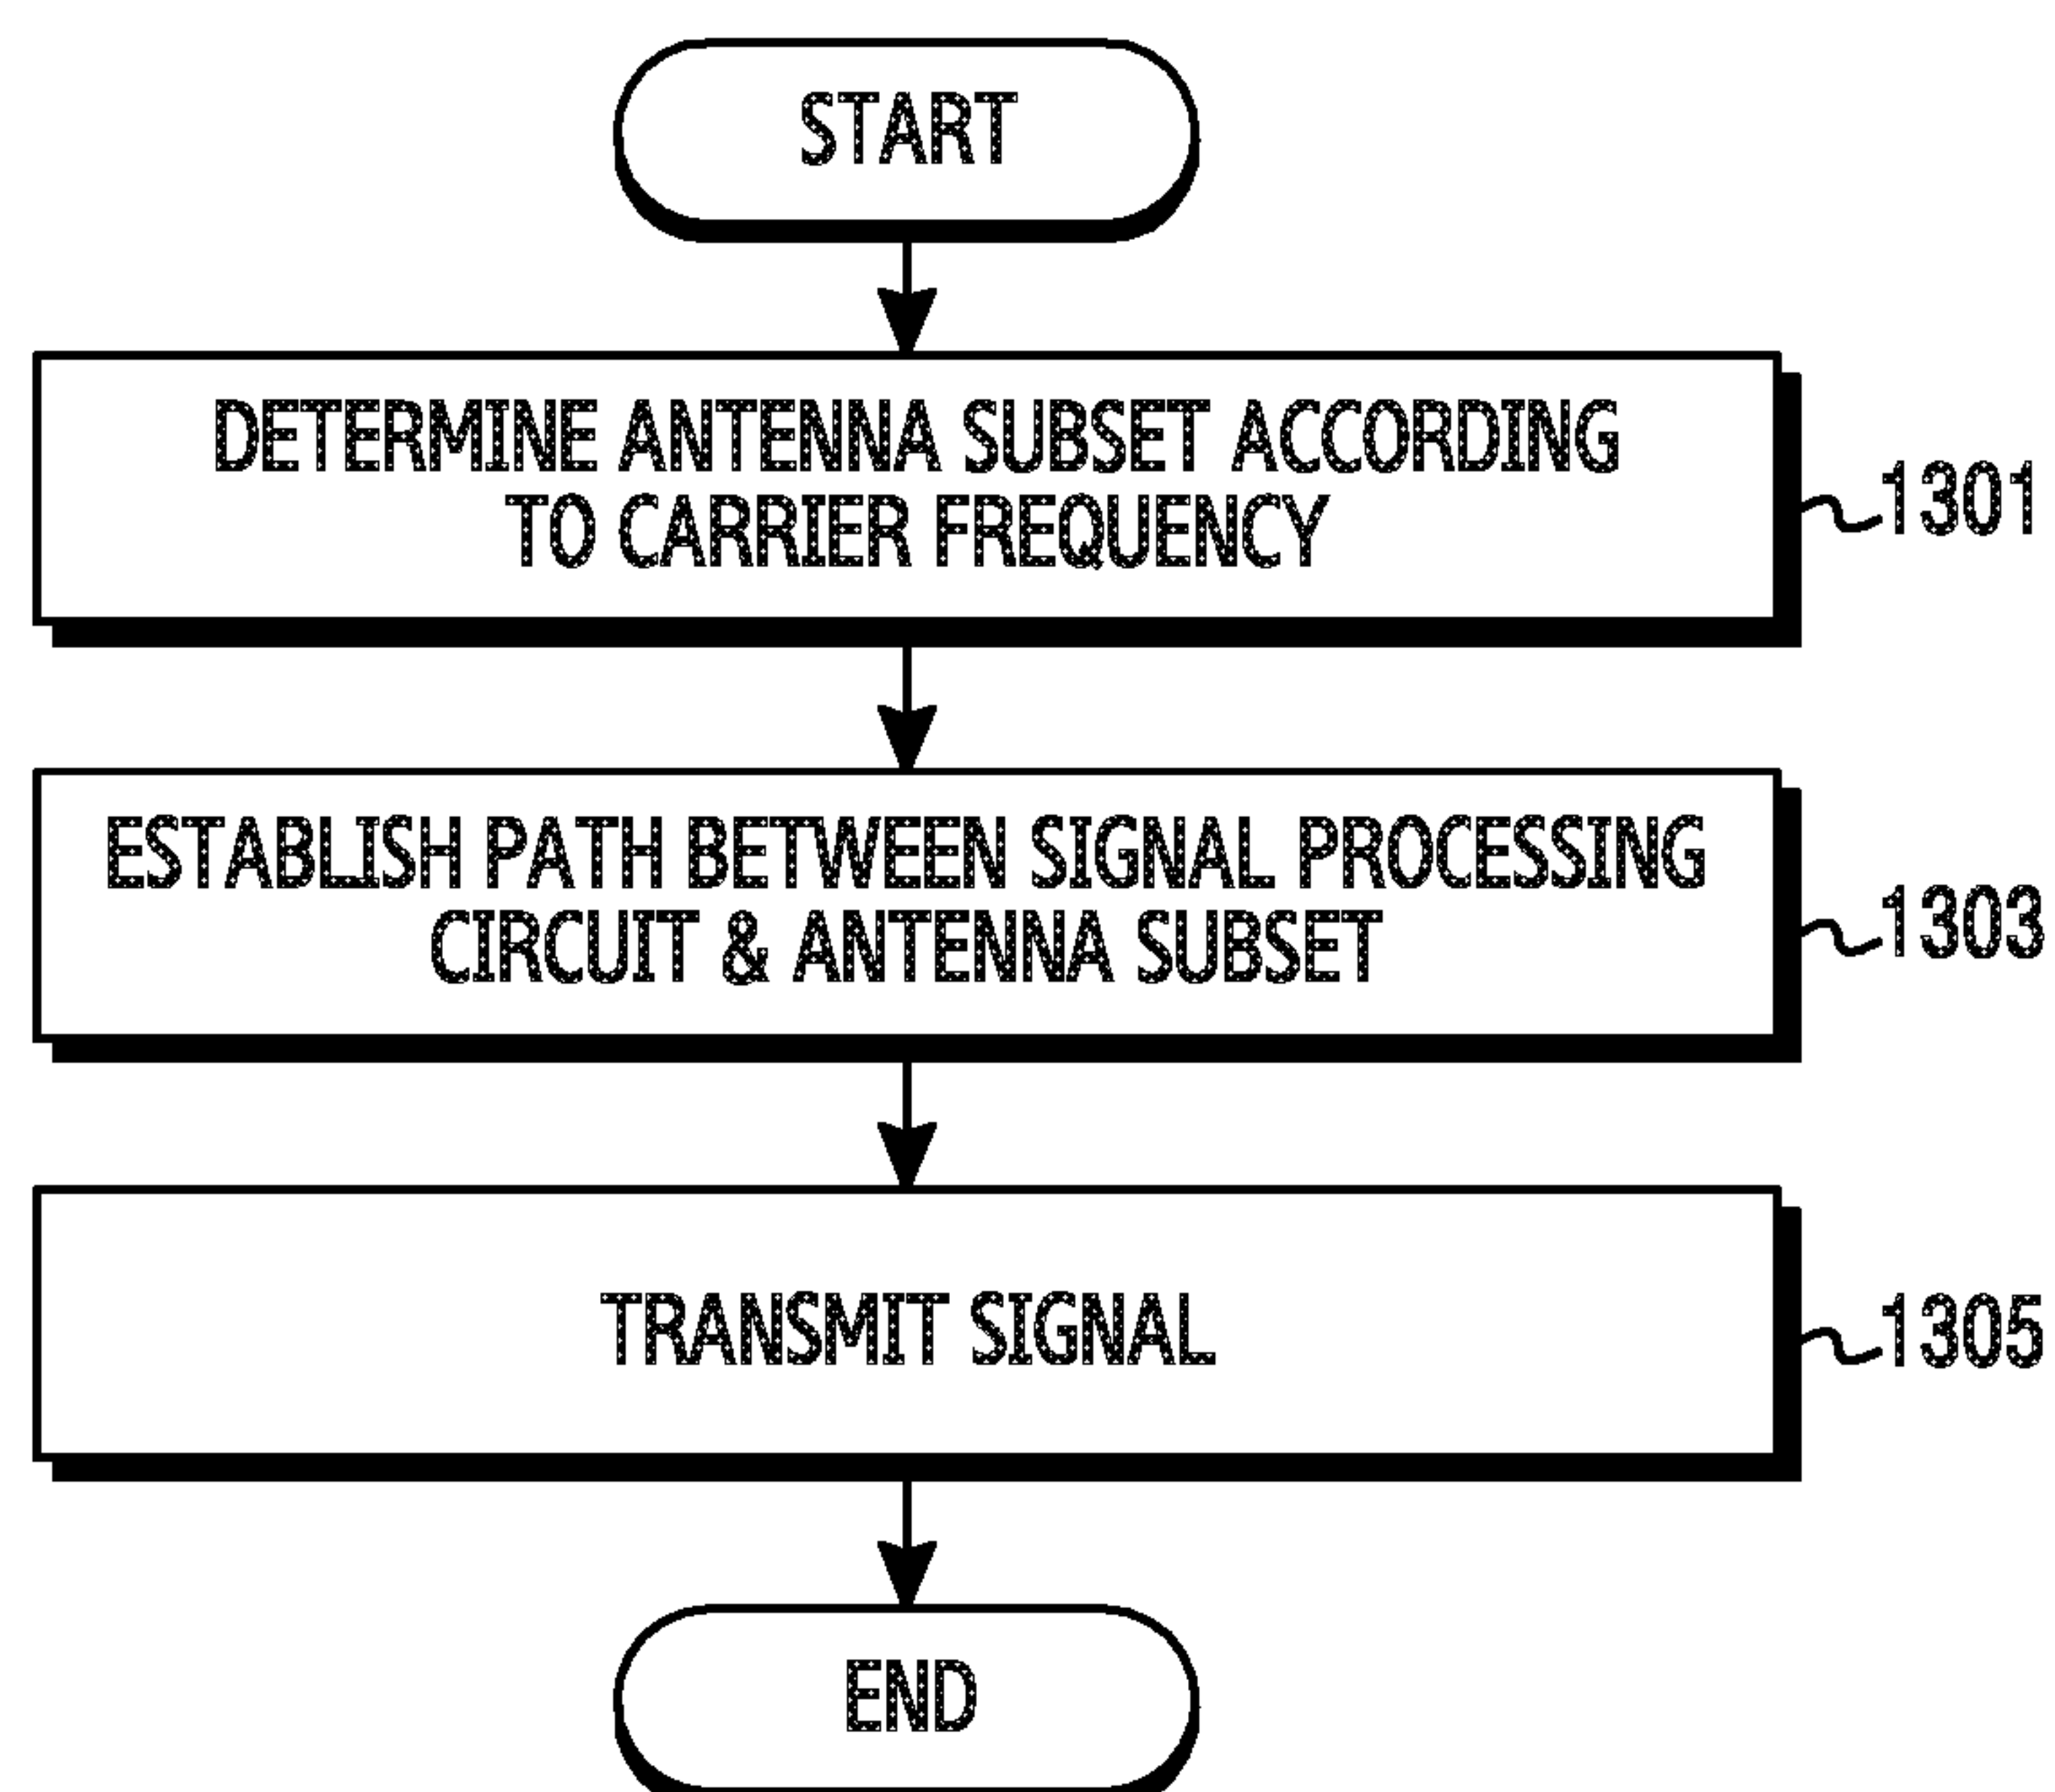 START
DETERMINE ANTENNA SUBSET ACCORDING
TO CARRIER FREQUENCY
1301
ESTABLISH PATH BETWEEN SIGNAL PROCESSING
CIRCUIT & ANTENNA SUBSET
1303
TRANSMIT SIGNAL
1305
END